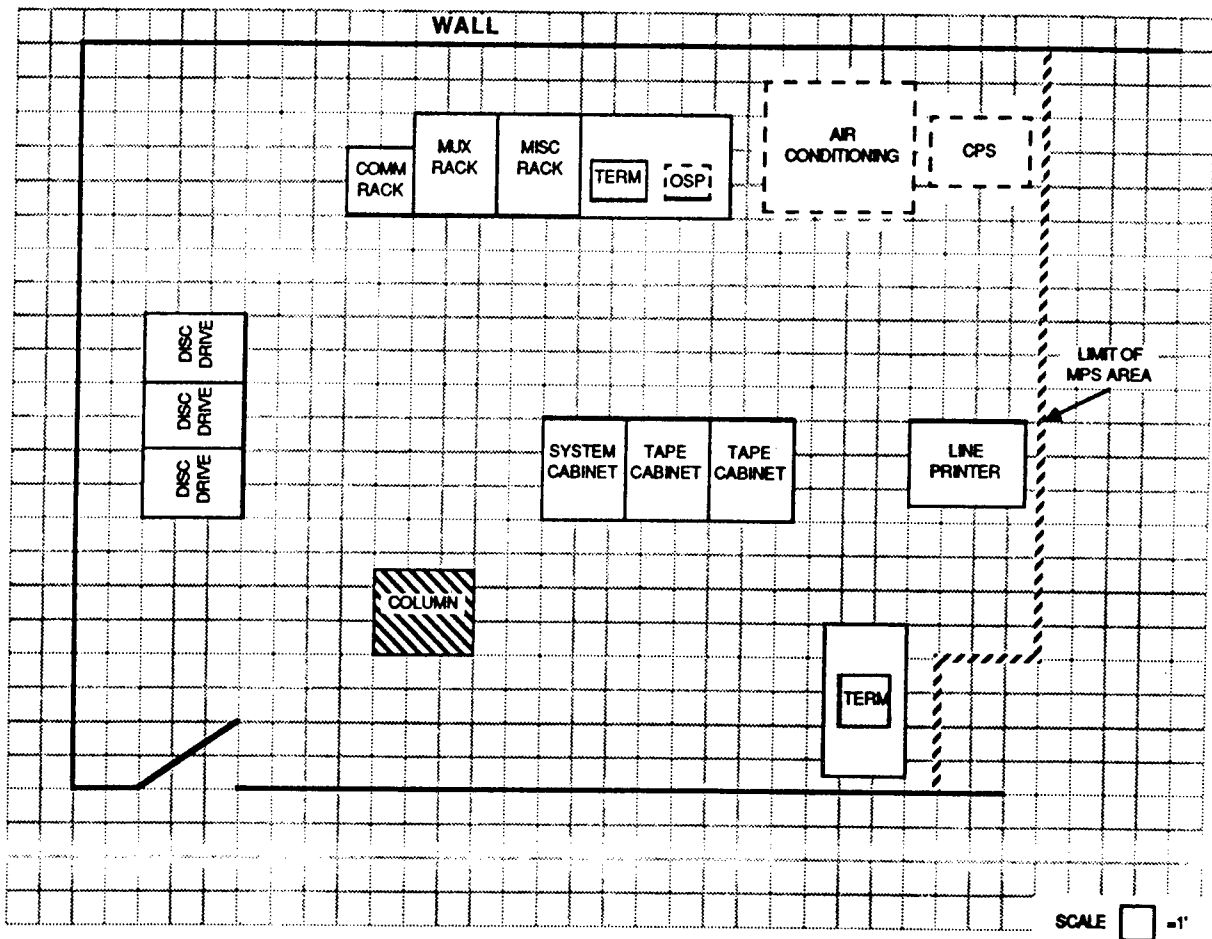 WALL
COMM
RACK
MUX
RACK
MISC
RACK
TERM
OSP
AIR
CONDITIONING
CPS
DISC
DRIVE
DISC
DRIVE
DISC
DRIVE
LIMIT OF
MPS AREA
SYSTEM
CABINET
TAPE
CABINET
TAPE
CABINET
LINE
PRINTER
COLUMN
TERM
SCALE =1'